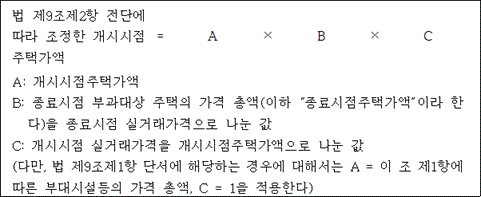 법 제9조제2항 전단에
따라 조정한 개시시점 = A × B × C
주택가액
A: 개시시점주택가액
B: 종료시점 부과대상 주택의 가격 총액(이하 "종료시점주택가액"이라 한
다)을 종료시점 실거래가격으로 나눈 값
C: 개시시점 실거래가격을 개시시점주택가액으로 나눈 값
(다만, 법 제9조제1항 단서에 해당하는 경우에 대해서는 A = 이 조 제1항에
따른 부대시설등의 가격 총액, C = 1을 적용한다)